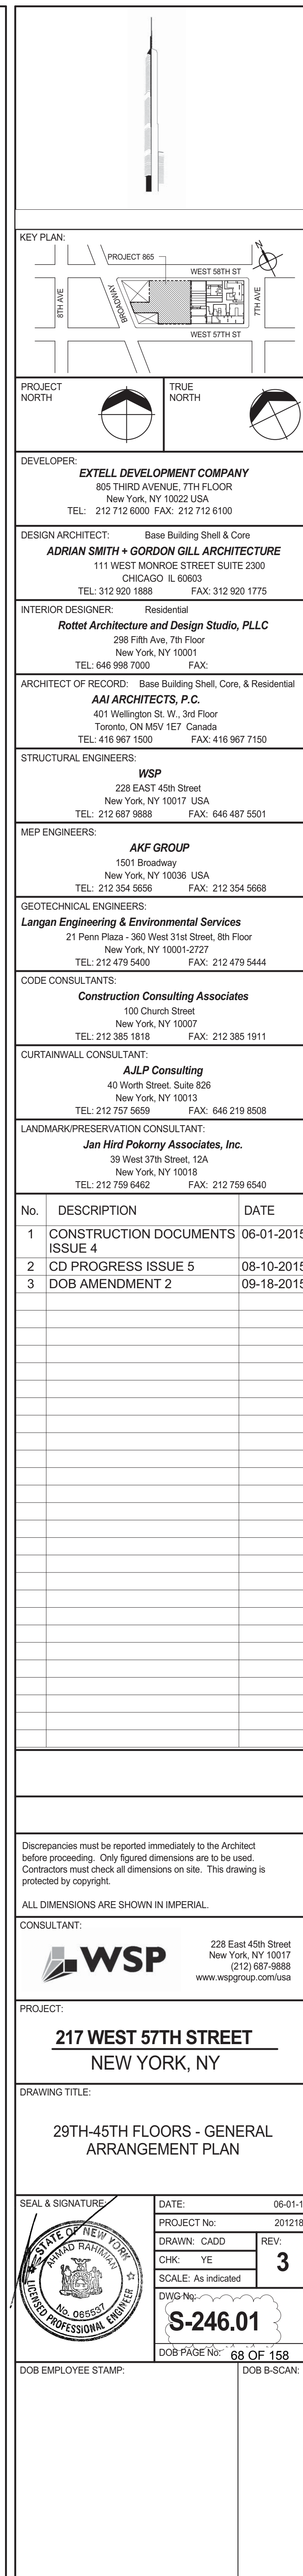 KEY PLAN:
PROJECT 865
WEST 58TH ST
8TH AVE
BROADWAY
7TH AVE
WEST 57TH ST
N
PROJECT
NORTH
TRUE
NORTH
DEVELOPER:
EXTELL DEVELOPMENT COMPANY
805 THIRD AVENUE, 7TH FLOOR
New York, NY 10022 USA
TEL: 212 712 6000 FAX: 212 712 6100
DESIGN ARCHITECT: Base Building Shell & Core
ADRIAN SMITH + GORDON GILL ARCHITECTURE
111 WEST MONROE STREET SUITE 2300
CHICAGO IL 60603
TEL: 312 920 1888 FAX: 312 920 1775
INTERIOR DESIGNER: Residential
Rottet Architecture and Design Studio, PLLC
298 Fifth Ave, 7th Floor
New York, NY 10001
TEL: 646 998 7000 FAX:
ARCHITECT OF RECORD: Base Building Shell, Core, & Residential
AAI ARCHITECTS, P.C.
401 Wellington St. W., 3rd Floor
Toronto, ON M5V 1E7 Canada
TEL: 416 967 1500 FAX: 416 967 7150
STRUCTURAL ENGINEERS:
WSP
228 EAST 45th Street
New York, NY 10017 USA
TEL: 212 687 9888 FAX: 646 487 5501
MEP ENGINEERS:
AKF GROUP
1501 Broadway
New York, NY 10036 USA
TEL: 212 354 5656 FAX: 212 354 5668
GEOTECHNICAL ENGINEERS:
Langan Engineering & Environmental Services
21 Penn Plaza - 360 West 31st Street, 8th Floor
New York, NY 10001-2727
TEL: 212 479 5400 FAX: 212 479 5444
CODE CONSULTANTS:
Construction Consulting Associates
100 Church Street
New York, NY 10007
TEL: 212 385 1818 FAX: 212 385 1911
CURTAINWALL CONSULTANT:
AJLP Consulting
40 Worth Street. Suite 826
New York, NY 10013
TEL: 212 757 5659 FAX: 646 219 8508
LANDMARK/PRESERVATION CONSULTANT:
Jan Hird Pokorny Associates, Inc.
39 West 37th Street, 12A
New York, NY 10018
TEL: 212 759 6462 FAX: 212 759 6540
No. DESCRIPTION DATE
1 CONSTRUCTION DOCUMENTS 06-01-2015
ISSUE 4
2 CD PROGRESS ISSUE 5 08-10-2015
3 DOB AMENDMENT 2 09-18-2015
Discrepancies must be reported immediately to the Architect
before proceeding. Only figured dimensions are to be used.
Contractors must check all dimensions on site. This drawing is
protected by copyright.
ALL DIMENSIONS ARE SHOWN IN IMPERIAL.
CONSULTANT:
WSP
228 East 45th Street
New York, NY 10017
(212) 687-9888
www.wspgroup.com/usa
PROJECT:
217 WEST 57TH STREET
NEW YORK, NY
DRAWING TITLE:
29TH-45TH FLOORS - GENERAL
ARRANGEMENT PLAN
SEAL & SIGNATURE:
STATE OF NEW YORK
AHMAD RAHIMIAN
No. 065537
LICENSED PROFESSIONAL ENGINEER
DATE: 06-01-1
PROJECT No: 201218
DRAWN: CADD REV:
CHK: YE 3
SCALE: As indicated
DWG No:
S-246.01
DOB PAGE No: 68 OF 158
DOB EMPLOYEE STAMP: DOB B-SCAN: